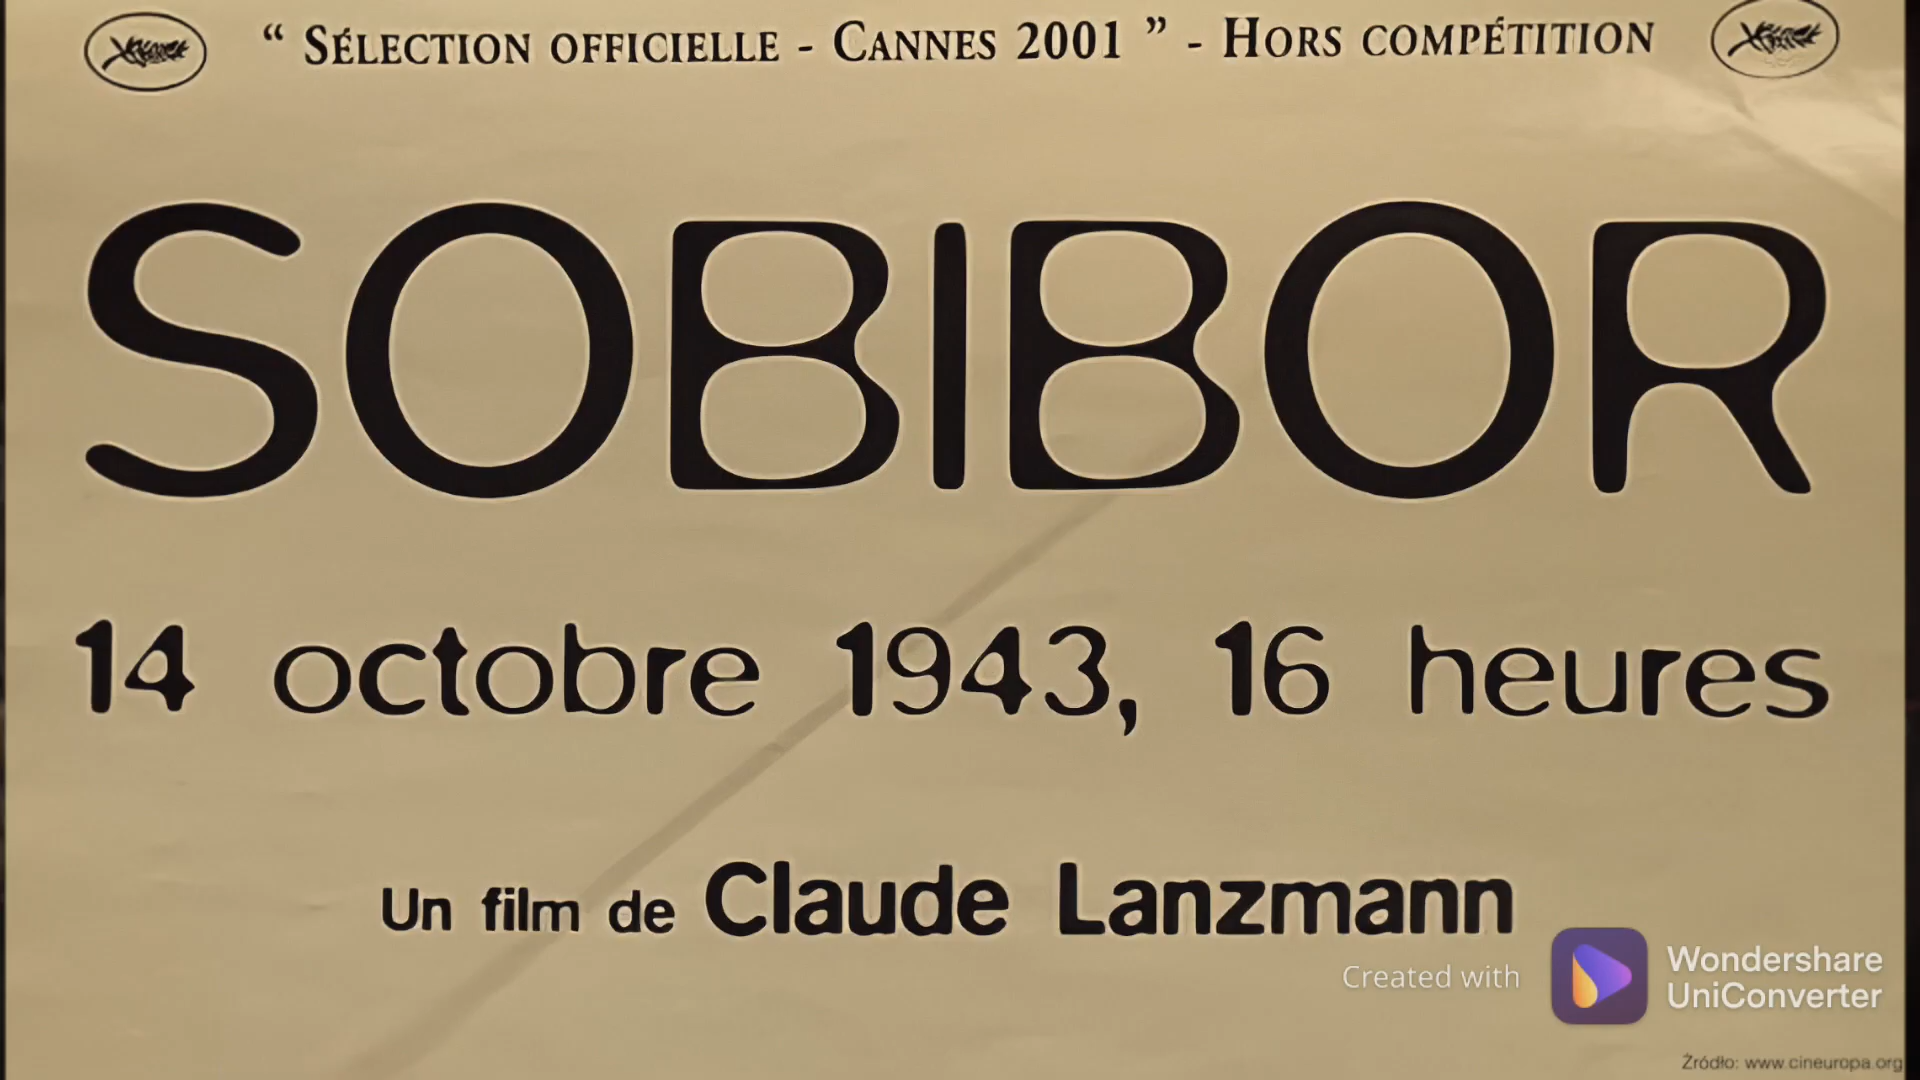 “ SÉLECTION OFFICIELLE - CANNES 2001 ” - HORS COMPÉTITION
SOBIBOR
14 octobre 1943, 16 heures
Un film de Claude Lanzmann
Created with Wondershare UniConverter
Źródło: www.cineuropa.org